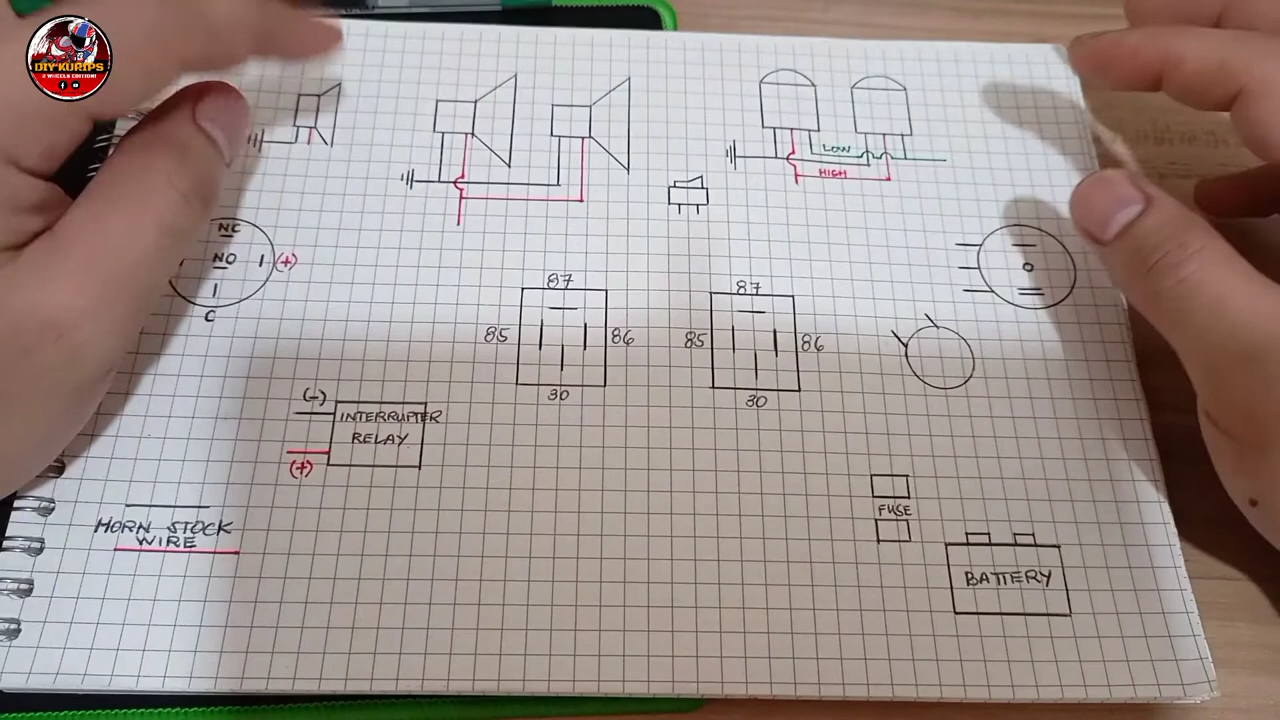 DIY KURIPS
2 WHEELS EDITION!
LOW
HIGH
NC
NO
(+)
C
87
85
86
30
87
85
86
30
(-)
INTERRUPTER
RELAY
(+)
HORN STOCK
WIRE
FUSE
BATTERY